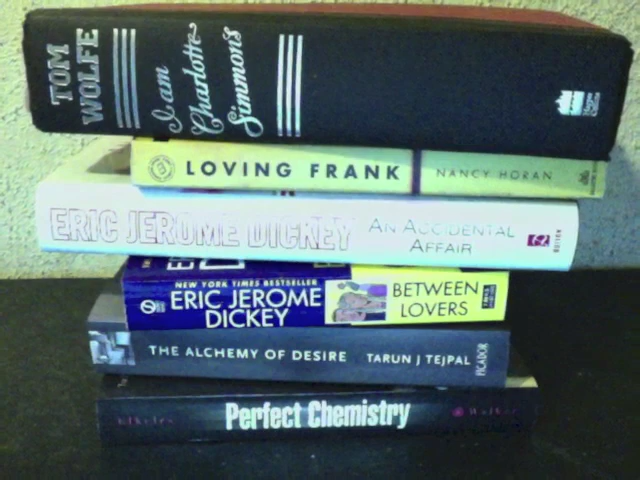 TOM
WOLFE
I am
Charlotte
Simmons
LOVING FRANK NANCY HORAN
ERIC JEROME DICKEY AN ACCIDENTAL
AFFAIR
DUTTON
NEW YORK TIMES BESTSELLER
ERIC JEROME
DICKEY
BETWEEN
LOVERS
THE ALCHEMY OF DESIRE TARUN J TEJPAL PICADOR
Perfect Chemistry